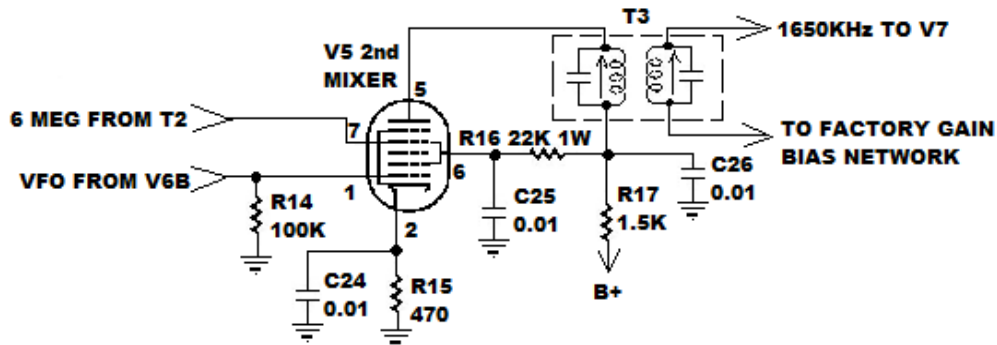 T3
1650KHz TO V7
V5 2nd
MIXER
5
6 MEG FROM T2
7
R16 22K 1W
TO FACTORY GAIN
BIAS NETWORK
VFO FROM V6B
1
6
C26
0.01
R14
100K
2
C25
0.01
R17
1.5K
C24
0.01
R15
470
B+